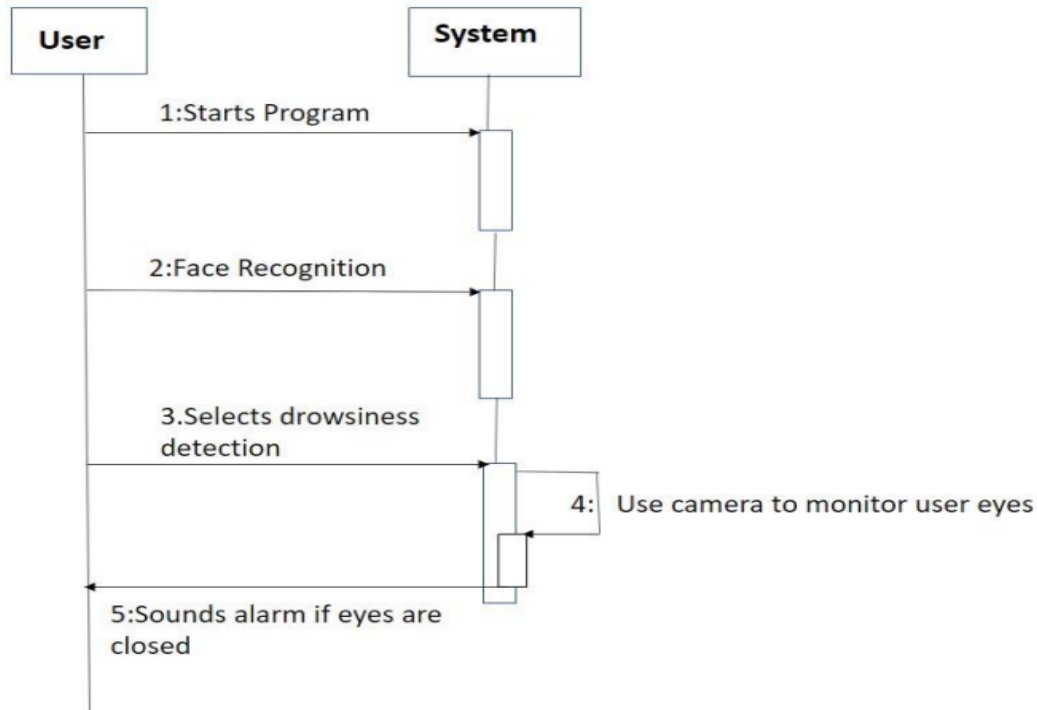 User
System
1:Starts Program
2:Face Recognition
3.Selects drowsiness
detection
4: Use camera to monitor user eyes
5:Sounds alarm if eyes are
closed